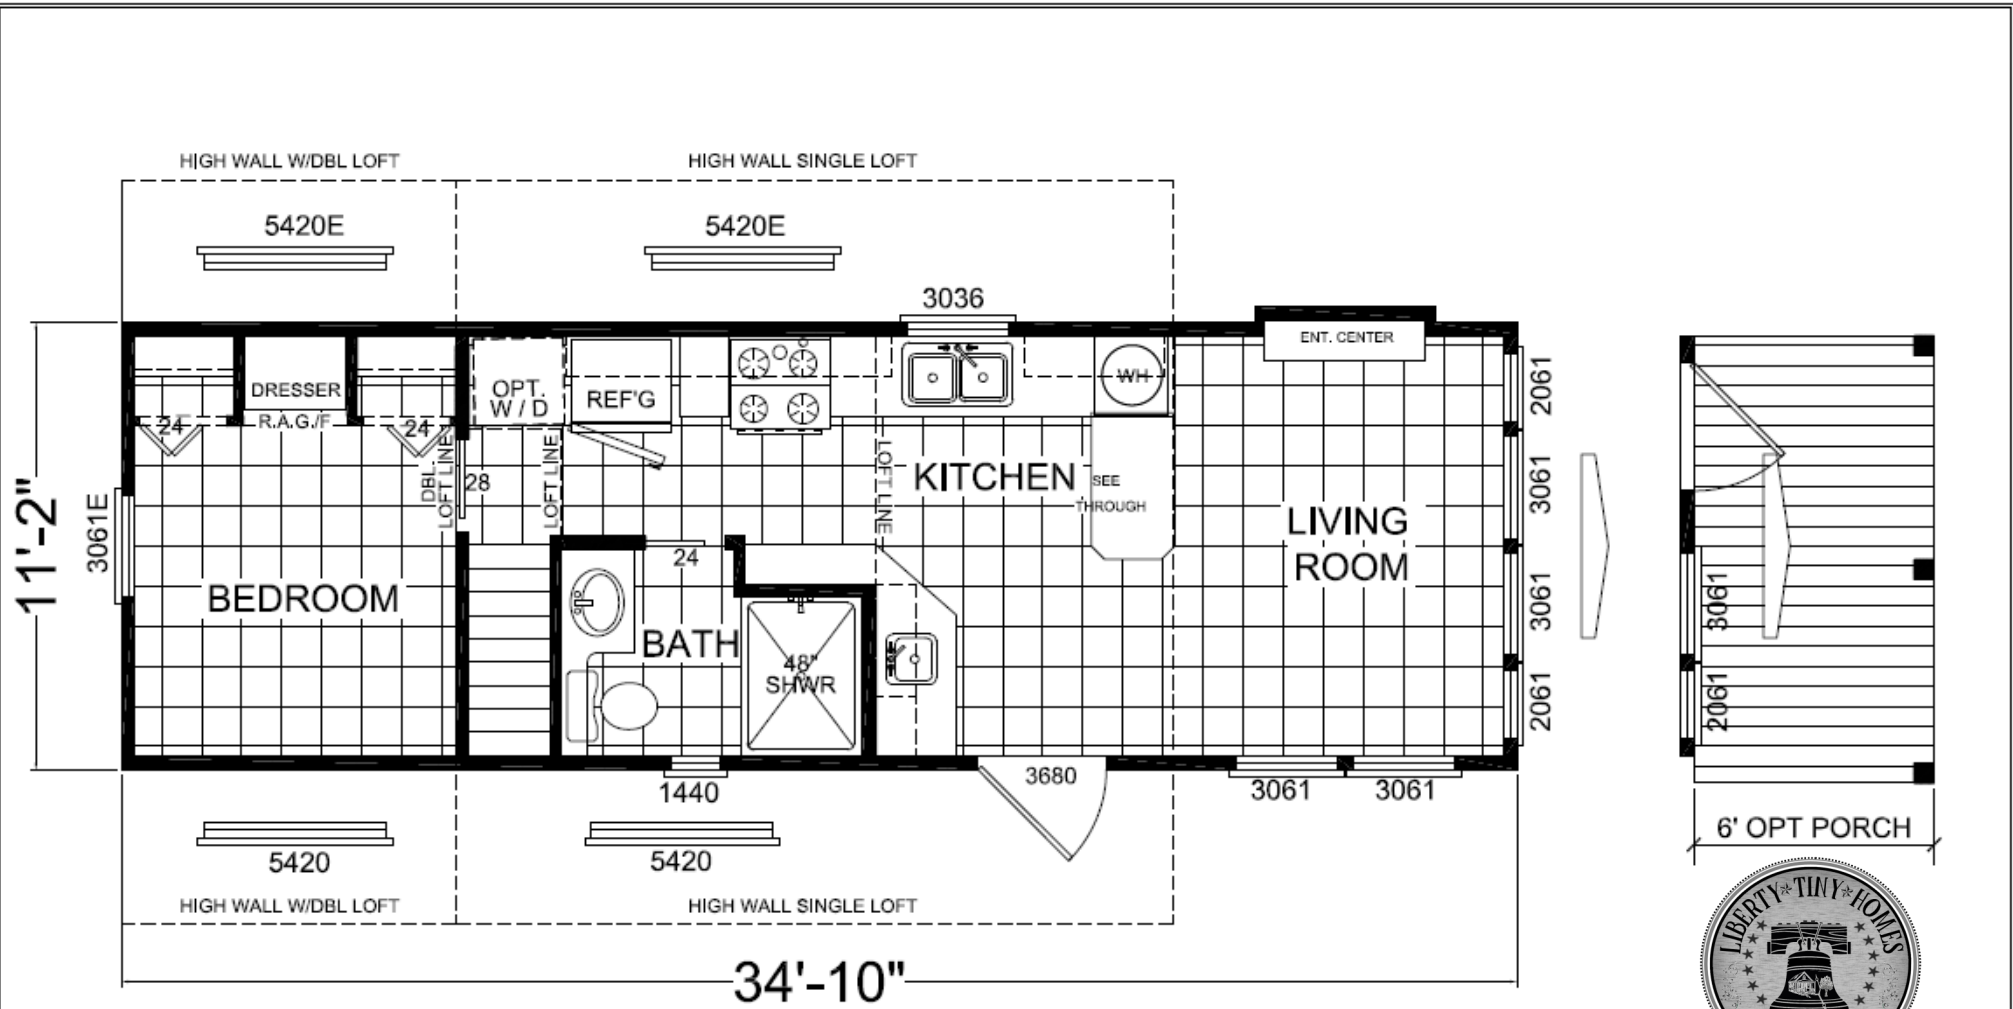 HIGH WALL W/DBL LOFT
HIGH WALL SINGLE LOFT
5420E
5420E
3036
ENT. CENTER
DRESSER
R.A.G./F
24
24
OPT.
W / D
REF'G
WH
2061
3061
3061
2061
DBL.
LOFT LINE
28
LOFT LINE
LOFT LINE
KITCHEN
SEE
THROUGH
LIVING
ROOM
11'-2"
3061E
BEDROOM
24
BATH
48"
SHWR
3061
2061
1440
3680
3061
3061
6' OPT PORCH
5420
5420
HIGH WALL W/DBL LOFT
HIGH WALL SINGLE LOFT
34'-10"
LIBERTY TINY HOMES